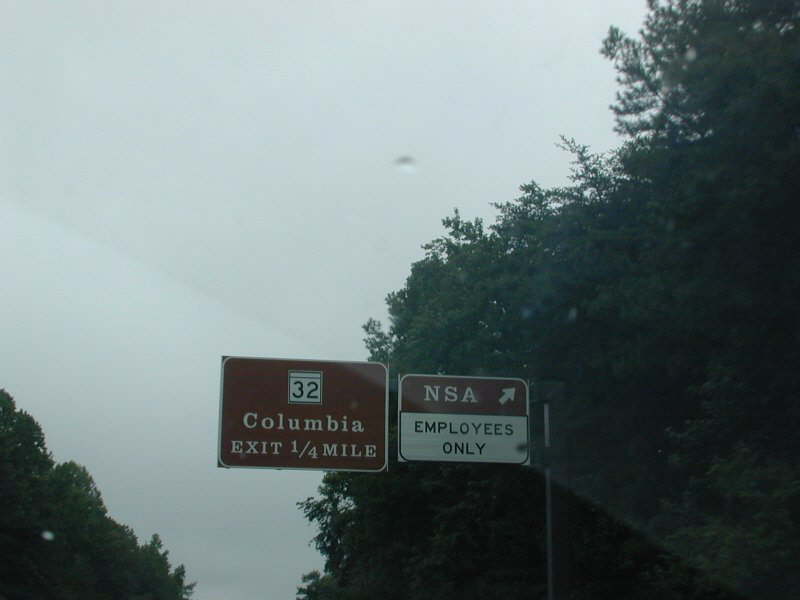 32
Columbia
EXIT 1/4 MILE
NSA
EMPLOYEES
ONLY